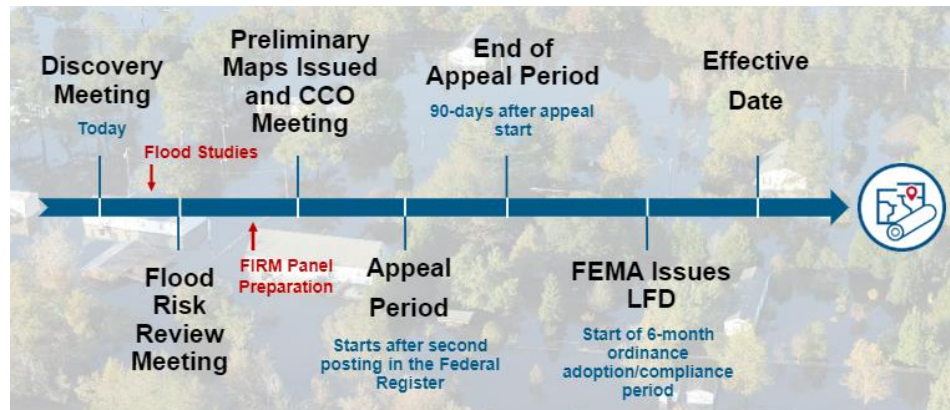 Discovery
Meeting
Today
Flood Studies
Flood
Risk
Review
Meeting
FIRM Panel
Preparation
Preliminary
Maps Issued
and CCO
Meeting
Appeal
Period
Starts after second
posting in the Federal
Register
End of
Appeal Period
90-days after appeal
start
FEMA Issues
LFD
Start of 6-month
ordinance
adoption/compliance
period
Effective
Date